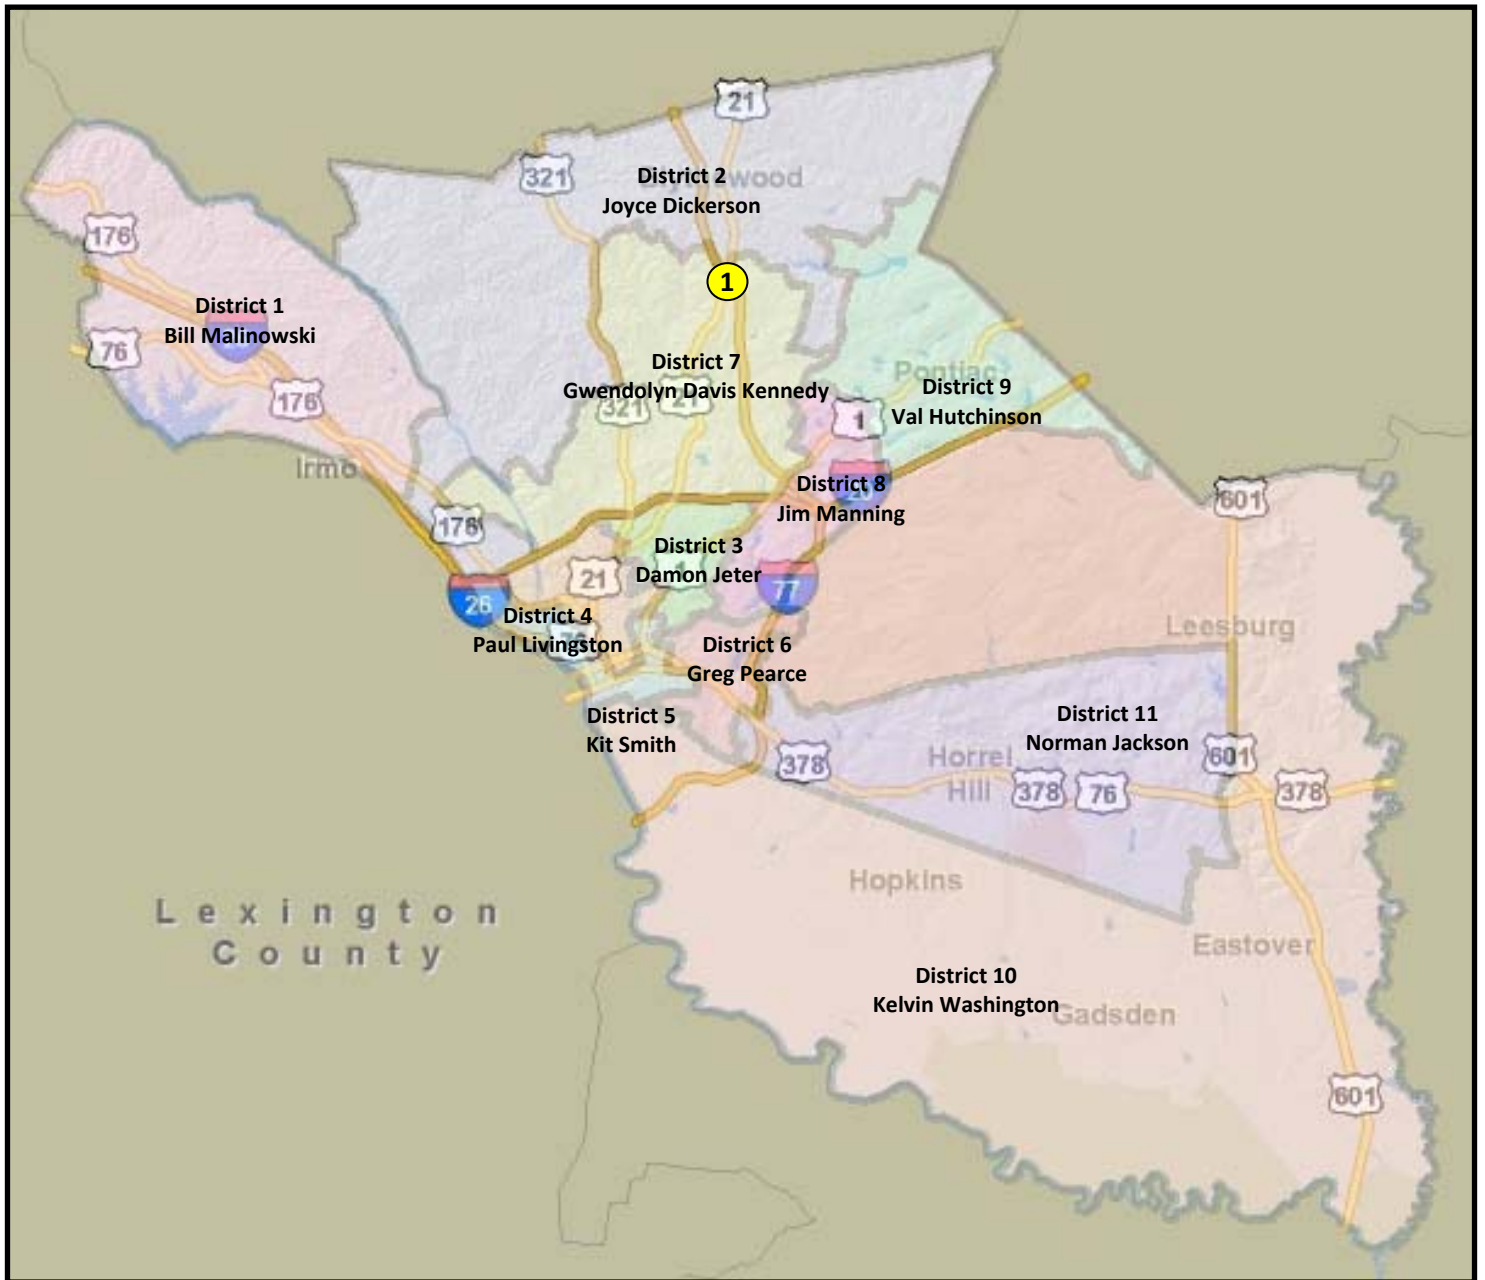 21
321
District 2
Joyce Dickerson
176
1
District 1
Bill Malinowski
76
176
District 7
Gwendolyn Davis Kennedy
321
21
Pontiac
District 9
Val Hutchinson
1
Irmo
District 8
Jim Manning
176
601
District 3
Damon Jeter
21
77
26
District 4
Paul Livingston
District 6
Greg Pearce
Leesburg
District 5
Kit Smith
District 11
Norman Jackson
Horrel
Hill
378
378
76
601
378
Hopkins
Lexington
County
Eastover
District 10
Kelvin Washington
Gadsden
601